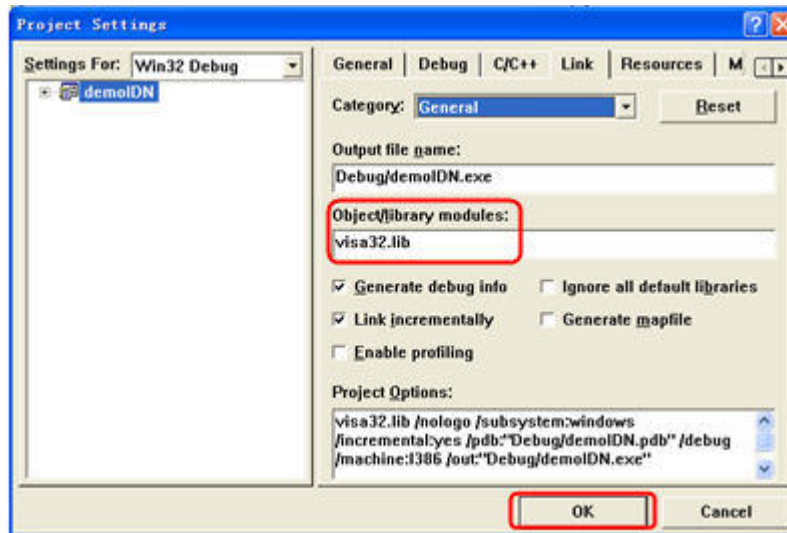 Project Settings
Settings For: Win32 Debug
demoIDN
General Debug C/C++ Link Resources M
Category: General Reset
Output file name:
Debug/demoIDN.exe
Object/library modules:
visa32.lib
Generate debug info Ignore all default libraries
Link incrementally Generate mapfile
Enable profiling
Project Options:
visa32.lib /nologo /subsystem:windows
/incremental:yes /pdb:"Debug/demoIDN.pdb" /debug
/machine:I386 /out:"Debug/demoIDN.exe"
OK Cancel